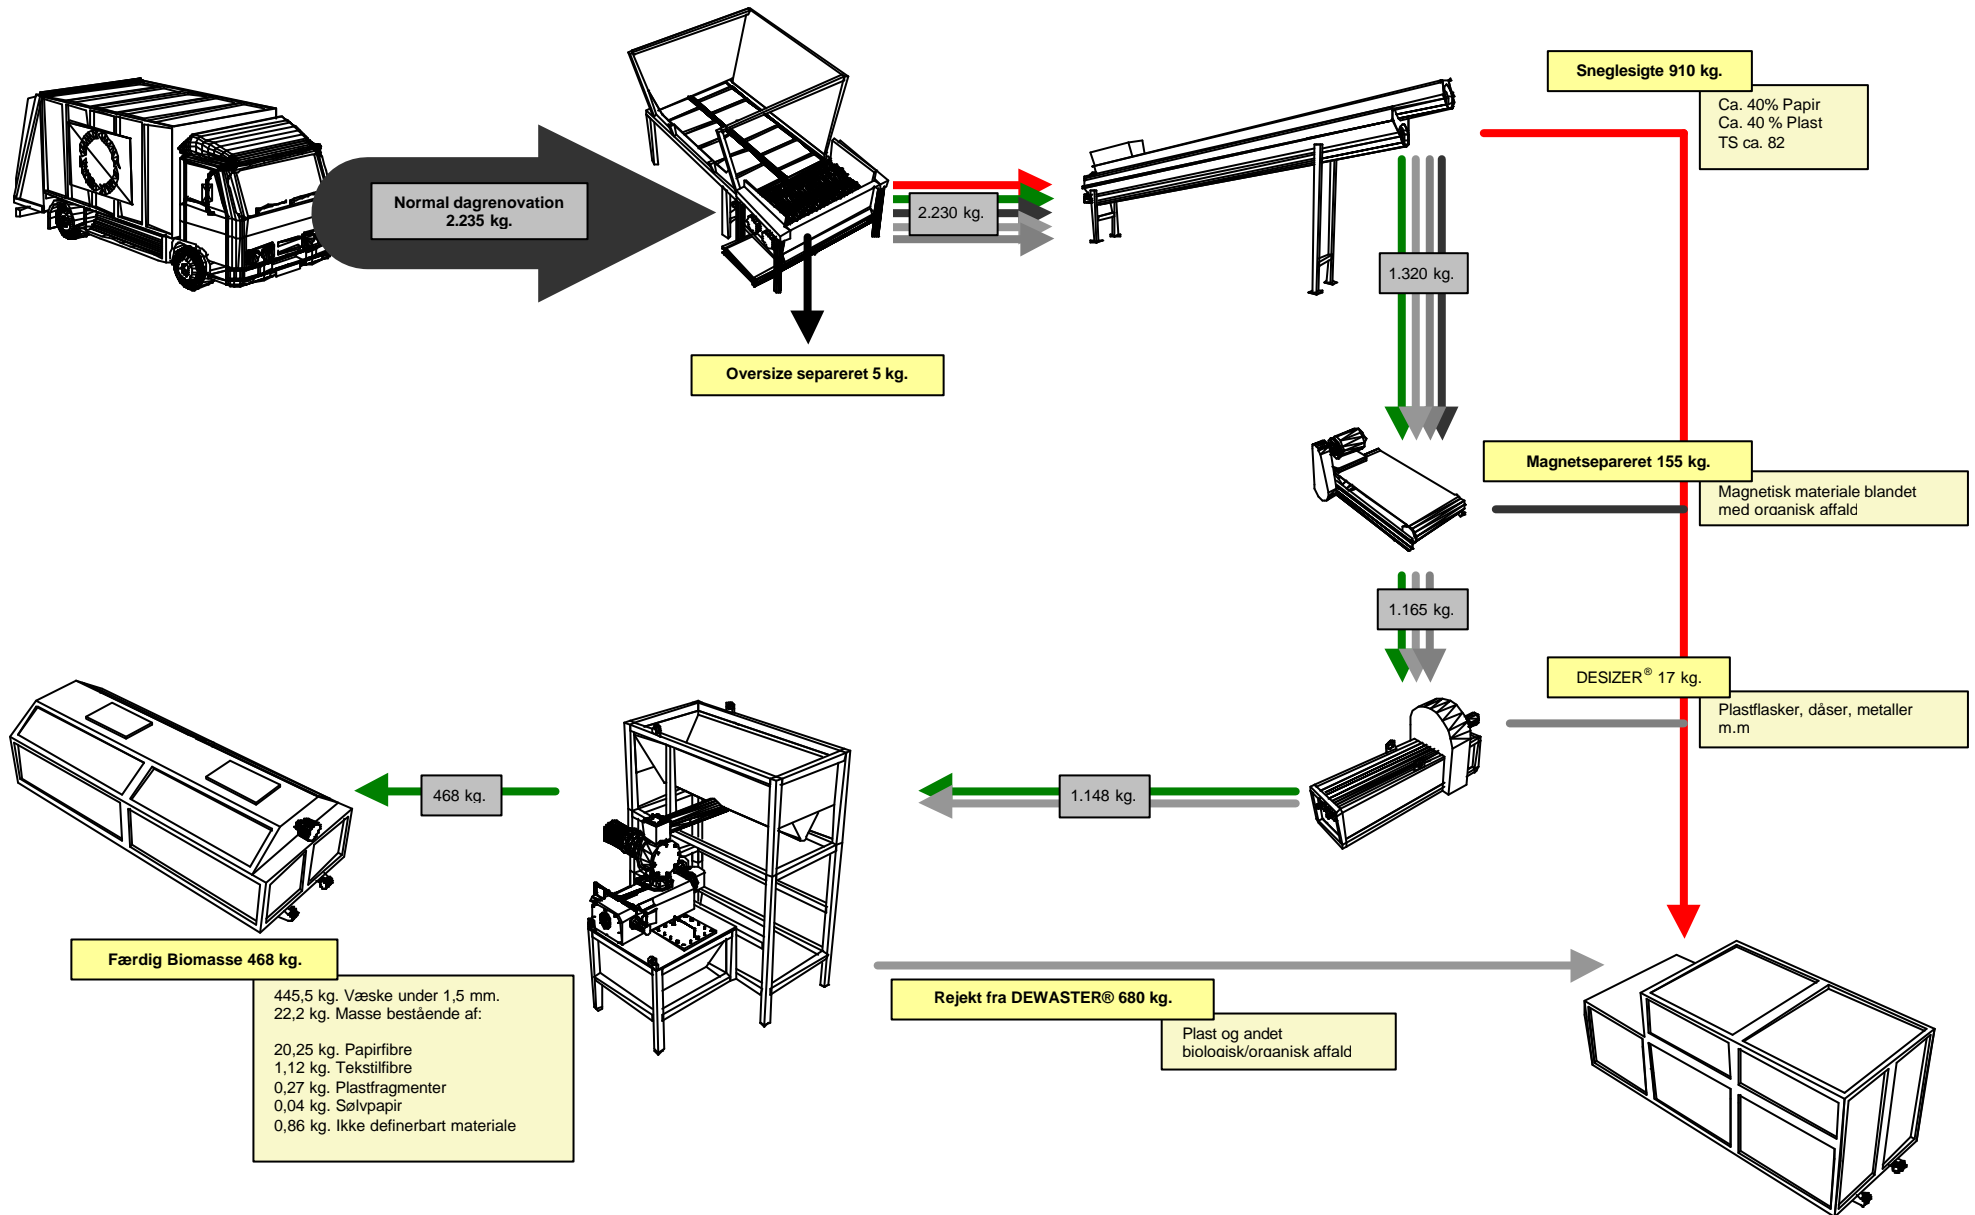 Normal dagrenovation
2.235 kg.
2.230 kg.
Oversize separeret 5 kg.
Sneglesigte 910 kg.
Ca. 40% Papir
Ca. 40 % Plast
TS ca. 82
1.320 kg.
Magnetsepareret 155 kg.
Magnetisk materiale blandet
med organisk affald
1.165 kg.
DESIZER® 17 kg.
Plastflasker, dåser, metaller
m.m
1.148 kg.
468 kg.
Færdig Biomasse 468 kg.
445,5 kg. Væske under 1,5 mm.
22,2 kg. Masse bestående af:
20,25 kg. Papirfibre
1,12 kg. Tekstilfibre
0,27 kg. Plastfragmenter
0,04 kg. Sølvpapir
0,86 kg. Ikke definerbart materiale
Rejekt fra DEWASTER® 680 kg.
Plast og andet
biologisk/organisk affald